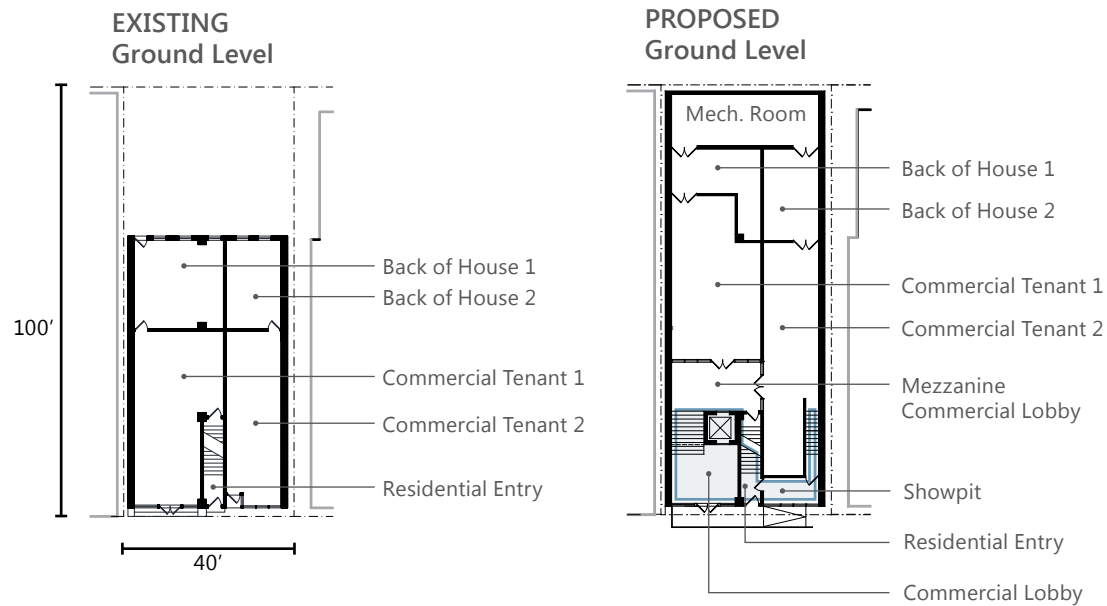 EXISTING
Ground Level
Back of House 1
Back of House 2
100’
Commercial Tenant 1
Commercial Tenant 2
Residential Entry
40’
PROPOSED
Ground Level
Mech. Room
Back of House 1
Back of House 2
Commercial Tenant 1
Commercial Tenant 2
Mezzanine
Commercial Lobby
Showpit
Residential Entry
Commercial Lobby